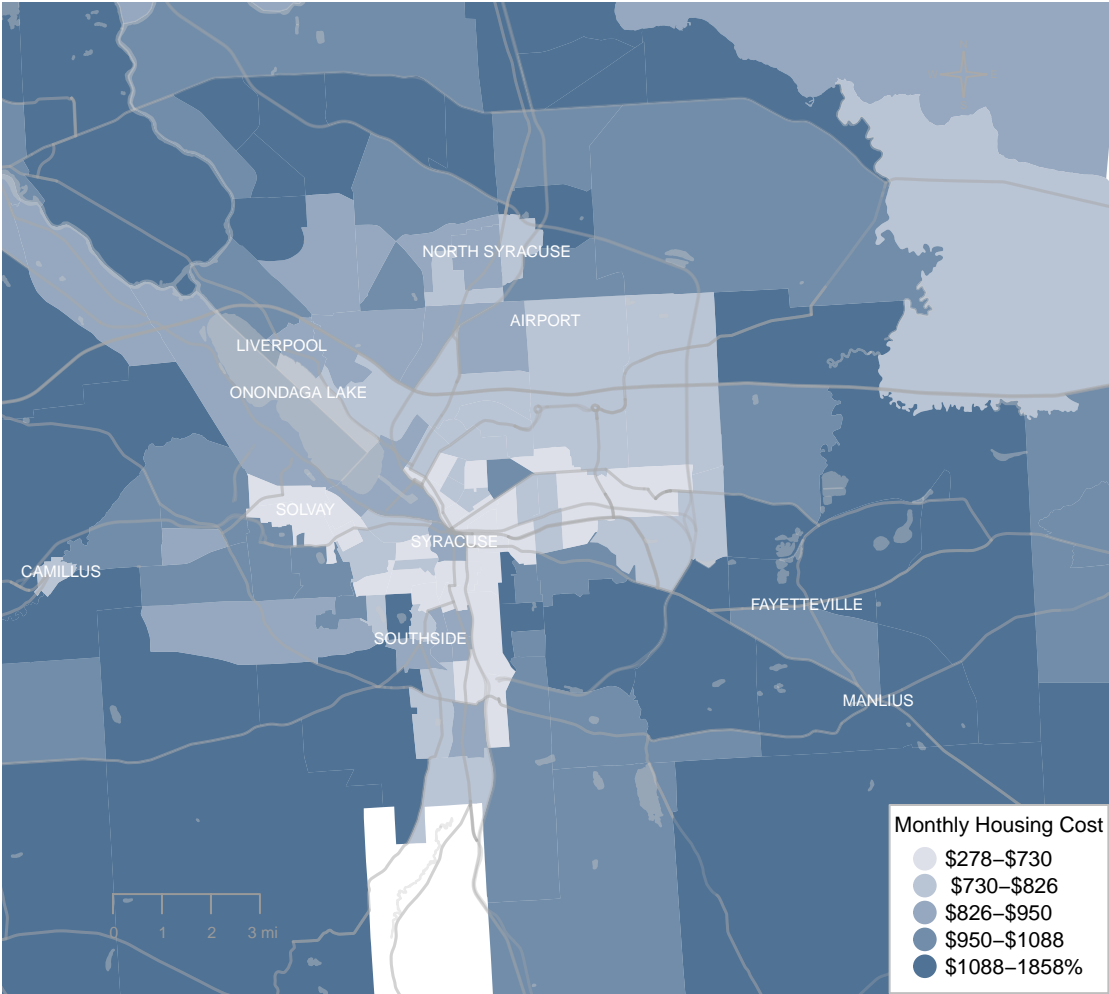 NORTH SYRACUSE
AIRPORT
LIVERPOOL
ONONDAGA LAKE
SOLVAY
SYRACUSE
CAMILLUS
FAYETTEVILLE
SOUTHSIDE
MANLIUS
Monthly Housing Cost
$278−$730
$730−$826
$826−$950
$950−$1088
$1088−1858%
0 1 2 3 mi